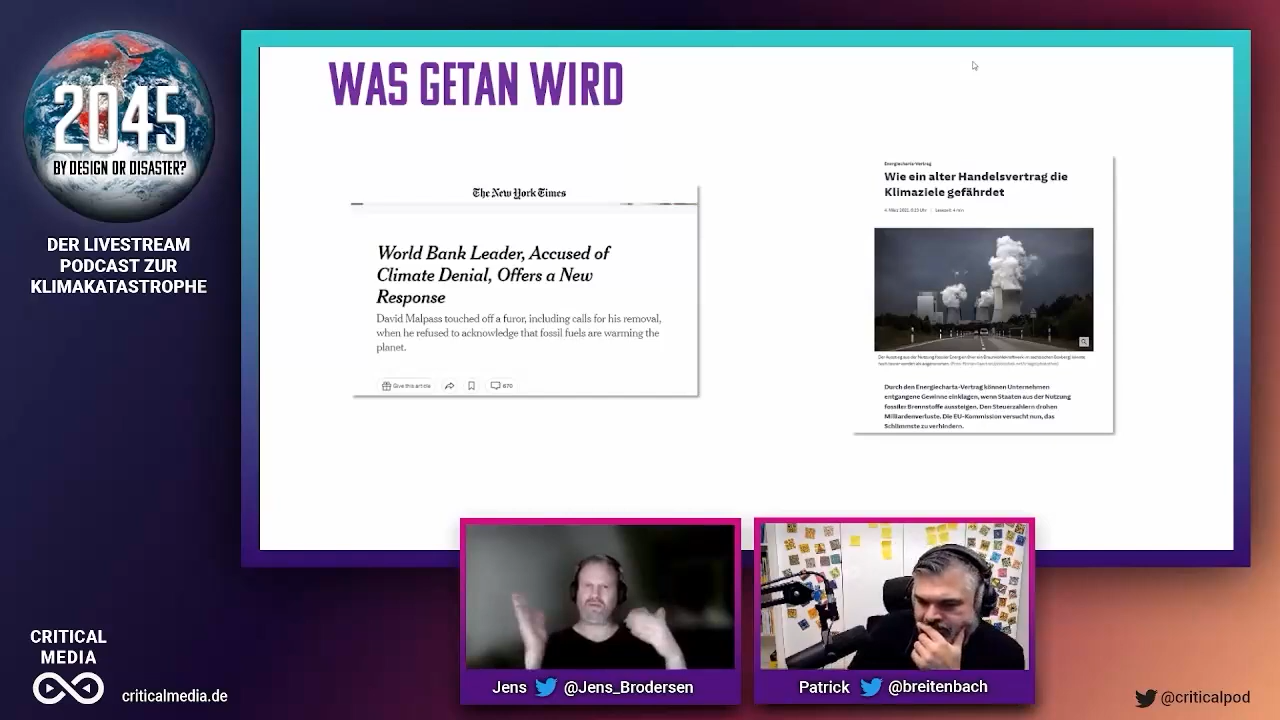 2045
BY DESIGN OR DISASTER?
DER LIVESTREAM
PODCAST ZUR
KLIMAKATASTROPHE
WAS GETAN WIRD
The New York Times
World Bank Leader, Accused of
Climate Denial, Offers a New
Response
David Malpass touched off a furor, including calls for his removal,
when he refused to acknowledge that fossil fuels are warming the
planet.
Give this article
670
Energiecharta-Vertrag
Wie ein alter Handelsvertrag die
Klimaziele gefährdet
Durch den Energiecharta-Vertrag können Unternehmen
entgangene Gewinne einklagen, wenn Staaten aus der Nutzung
fossiler Brennstoffe aussteigen. Den Steuerzahlern drohen
Milliardenverluste. Die EU-Kommission versucht nun, das
Schlimmste zu verhindern.
CRITICAL
MEDIA
criticalmedia.de
Jens @Jens_Brodersen
Patrick @breitenbach
@criticalpod